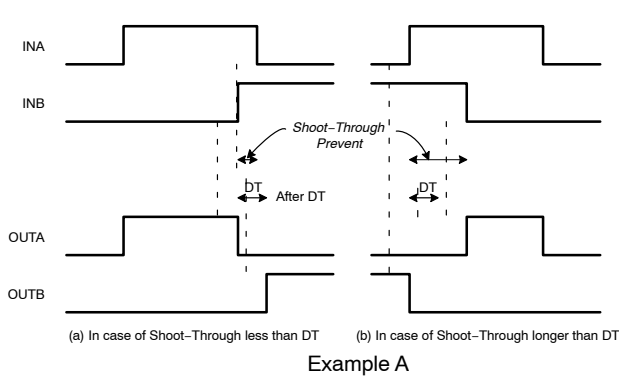 INA
INB
Shoot−Through
Prevent
DT
After DT
DT
OUTA
OUTB
(a) In case of Shoot−Through less than DT
(b) In case of Shoot−Through longer than DT
Example A